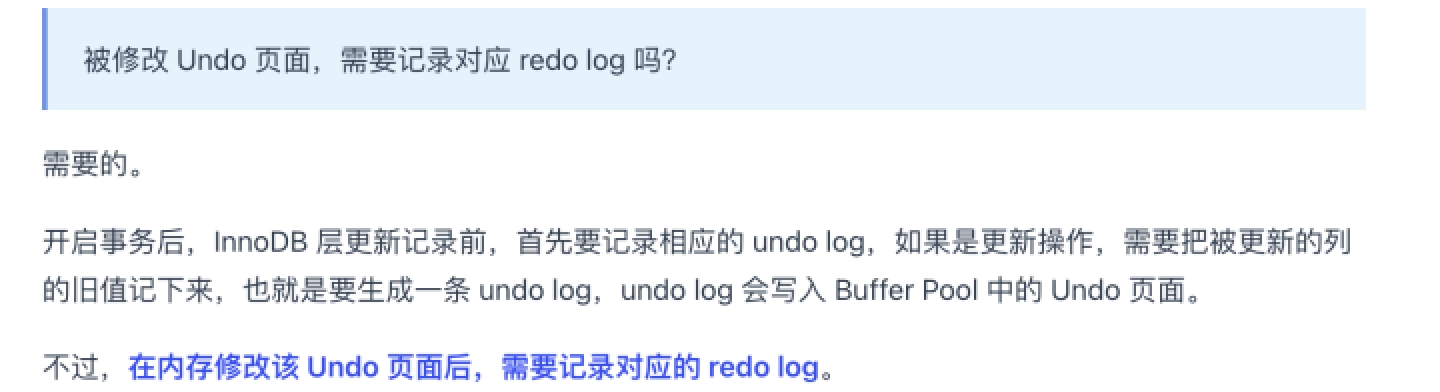 被修改 Undo 页面，需要记录对应 redo log 吗？
需要的。
开启事务后，InnoDB 层更新记录前，首先要记录相应的 undo log，如果是更新操作，需要把被更新的列
的旧值记下来，也就是要生成一条 undo log，undo log 会写入 Buffer Pool 中的 Undo 页面。
不过，在内存修改该 Undo 页面后，需要记录对应的 redo log。